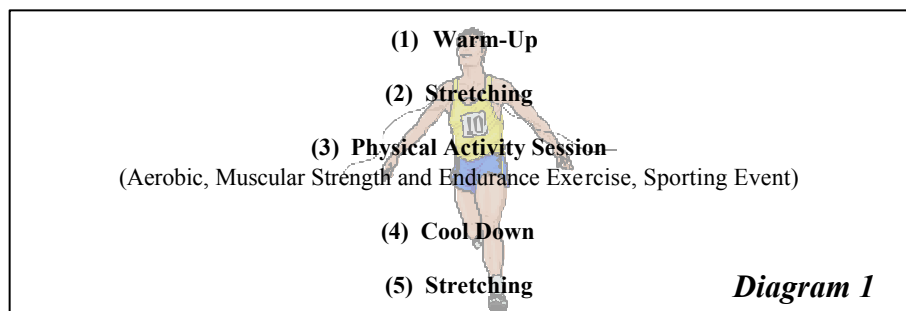 (1) Warm-Up
(2) Stretching
10
(3) Physical Activity Session
(Aerobic, Muscular Strength and Endurance Exercise, Sporting Event)
(4) Cool Down
(5) Stretching
Diagram 1